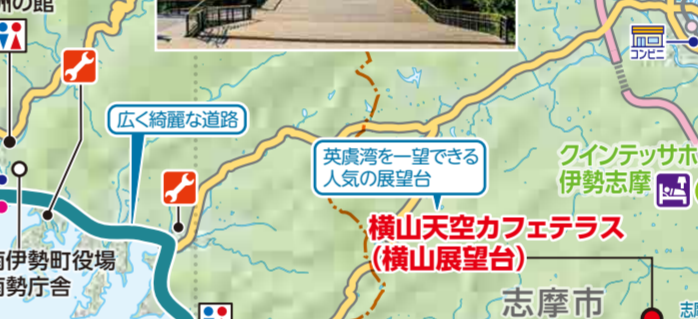 の館
コンビニ
広く綺麗な道路
英虞湾を一望できる
人気の展望台
クインテッサホ
伊勢志摩
横山天空カフェテラス
(横山展望台)
伊勢町役場
勢庁舎
志摩市
志摩